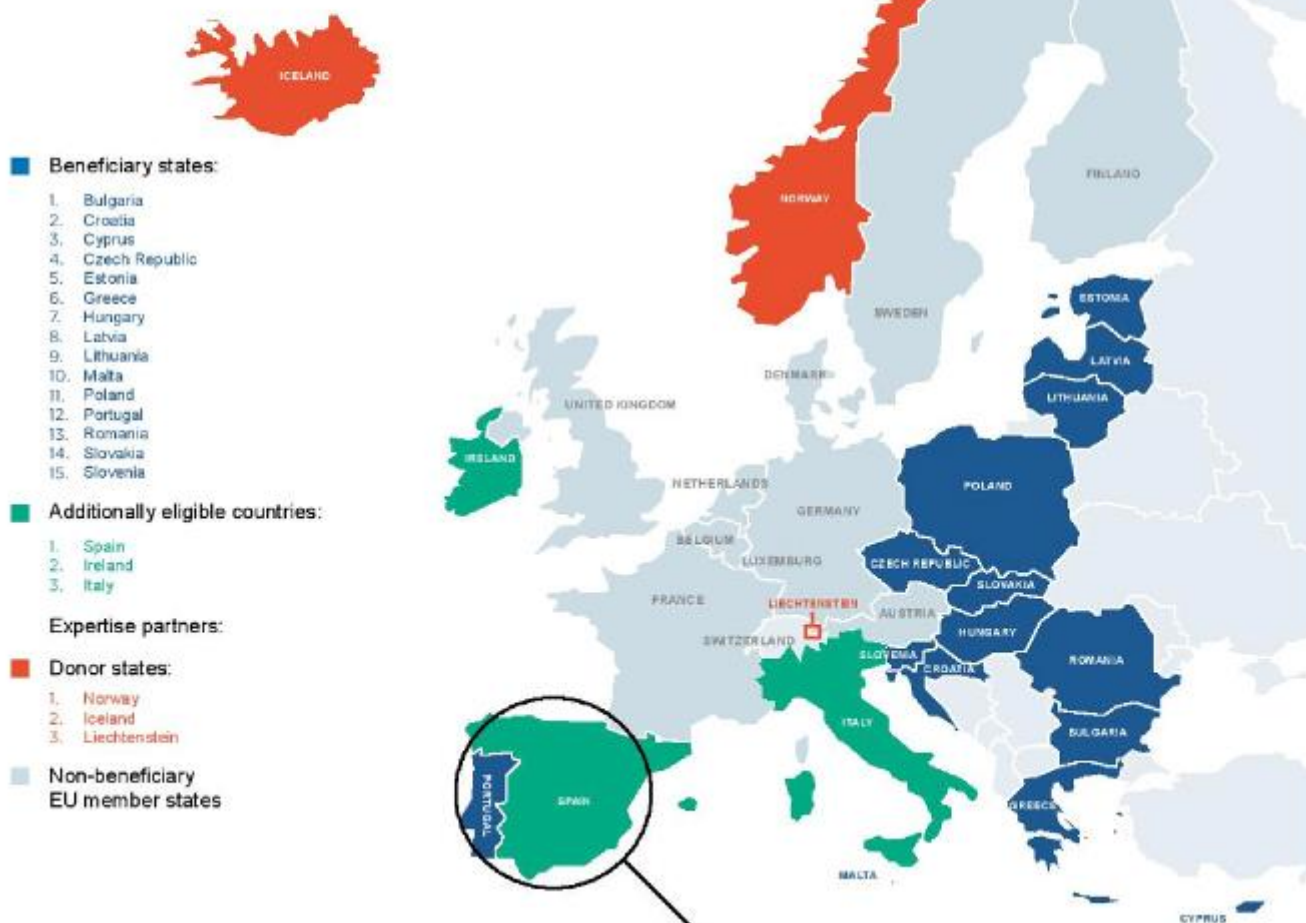 ICELAND
Beneficiary states:
1. Bulgaria
2. Croatia
3. Cyprus
4. Czech Republic
5. Estonia
6. Greece
7. Hungary
8. Latvia
9. Lithuania
10. Malta
11. Poland
12. Portugal
13. Romania
14. Slovakia
15. Slovenia
Additionally eligible countries:
1. Spain
2. Ireland
3. Italy
Expertise partners:
Donor states:
1. Norway
2. Iceland
3. Liechtenstein
Non-beneficiary
EU member states
FINLAND
NORWAY
ESTONIA
SWEDEN
LATVIA
DENMARK
LITHUANIA
UNITED KINGDOM
IRELAND
NETHERLANDS
POLAND
GERMANY
BELGIUM
LUXEMBURG
CZECH REPUBLIC
SLOVAKIA
FRANCE
LIECHTENSTEIN
AUSTRIA
SWITZERLAND
HUNGARY
SLOVENIA
ROMANIA
CROATIA
ITALY
BULGARIA
PORTUGAL
SPAIN
GREECE
MALTA
CYPRUS